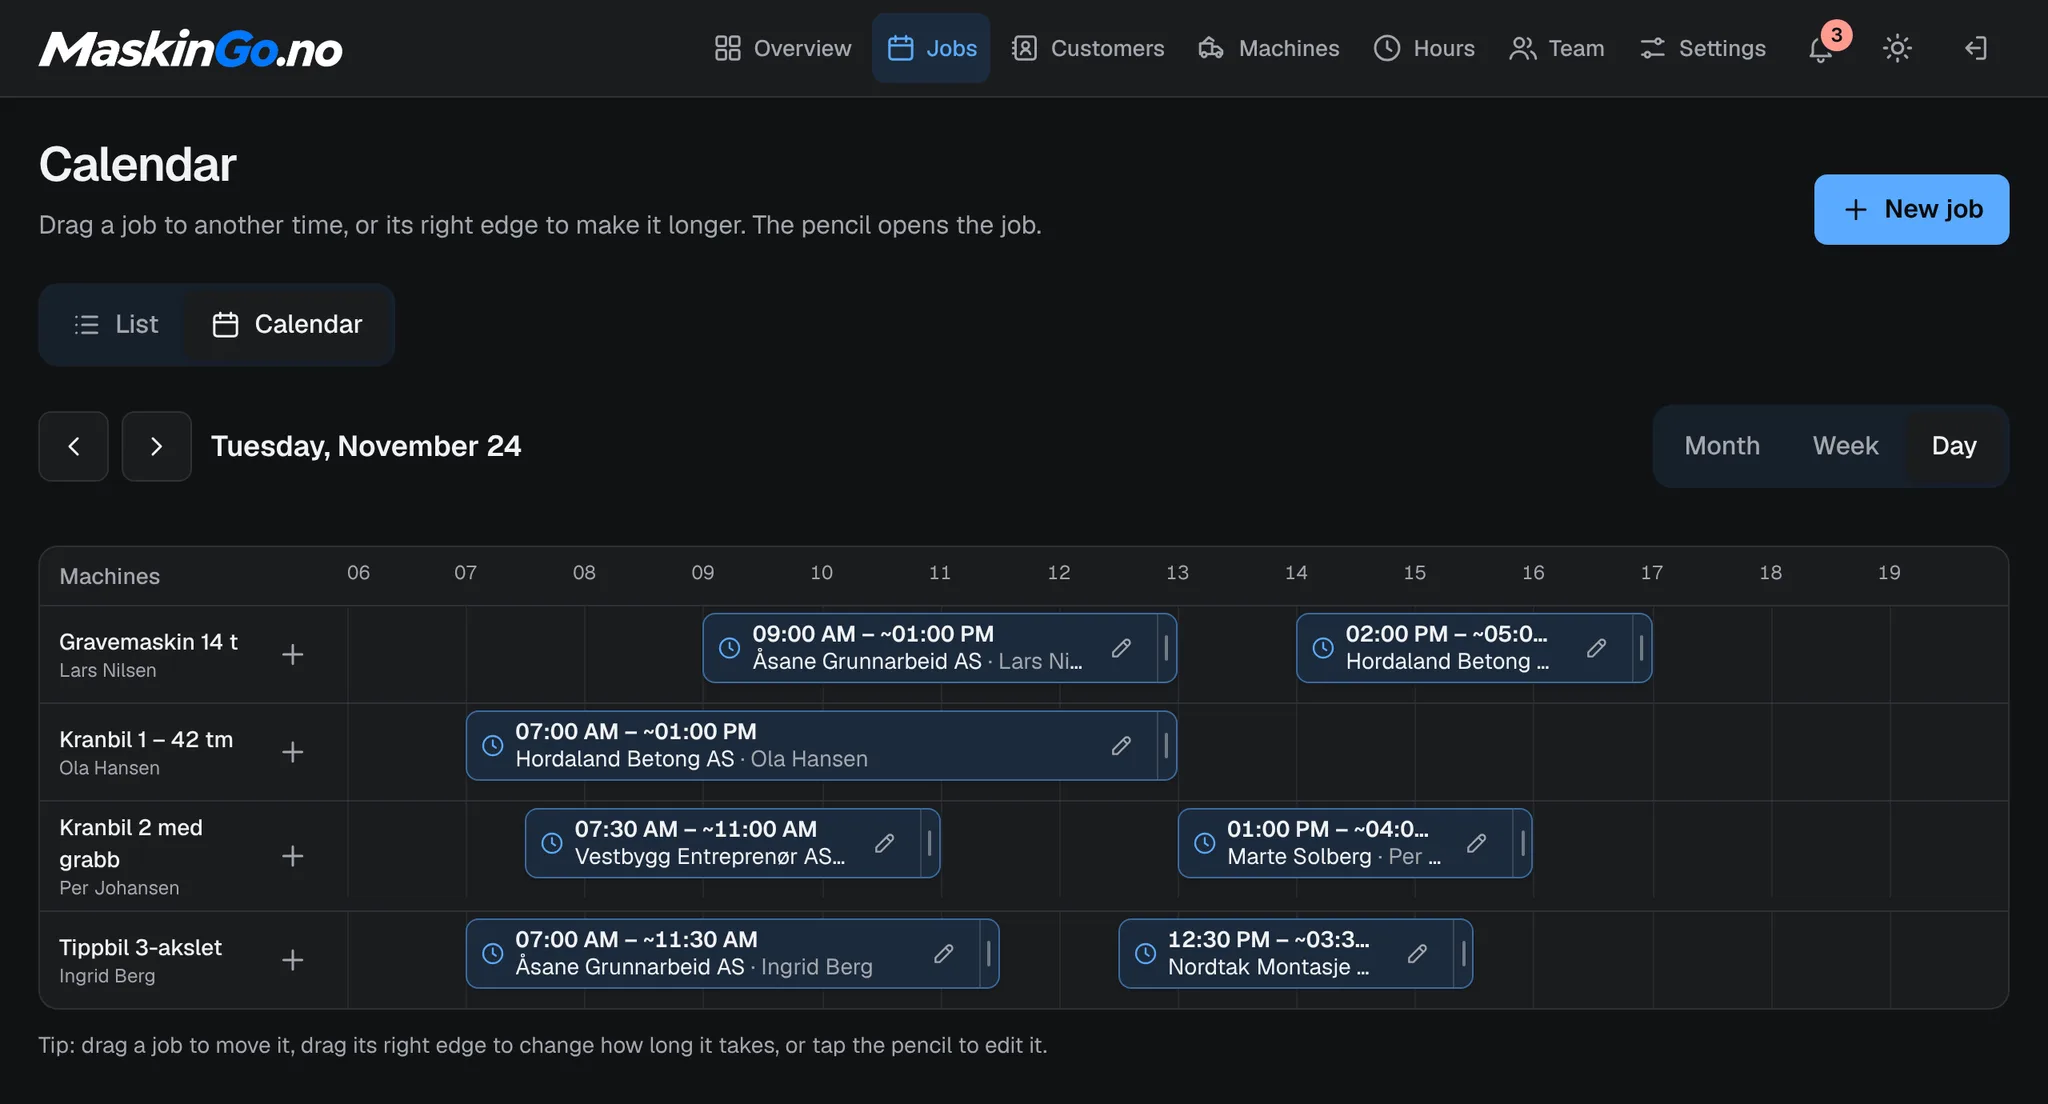 MaskinGo.no
Overview
Jobs
Customers
Machines
Hours
Team
Settings
3
Calendar
Drag a job to another time, or its right edge to make it longer. The pencil opens the job.
New job
List
Calendar
Tuesday, November 24
Month
Week
Day
Machines 06 07 08 09 10 11 12 13 14 15 16 17 18 19
Gravemaskin 14 t
Lars Nilsen
09:00 AM – ~01:00 PM
Åsane Grunnarbeid AS · Lars Ni...
02:00 PM – ~05:0...
Hordaland Betong ...
Kranbil 1 – 42 tm
Ola Hansen
07:00 AM – ~01:00 PM
Hordaland Betong AS · Ola Hansen
Kranbil 2 med
grabb
Per Johansen
07:30 AM – ~11:00 AM
Vestbygg Entreprenør AS...
01:00 PM – ~04:0...
Marte Solberg · Per ...
Tippbil 3-akslet
Ingrid Berg
07:00 AM – ~11:30 AM
Åsane Grunnarbeid AS · Ingrid Berg
12:30 PM – ~03:3...
Nordtak Montasje ...
Tip: drag a job to move it, drag its right edge to change how long it takes, or tap the pencil to edit it.